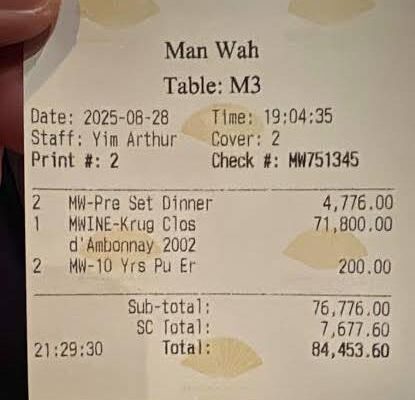 Man Wah
Table: M3
Date: 2025-08-28 Time: 19:04:35
Staff: Yim Arthur Cover: 2
Print #: 2 Check #: MW751345
2 MW-Pre Set Dinner 4,776.00
1 MWINE-Krug Clos 71,800.00
d'Ambonnay 2002
2 MW-10 Yrs Pu Er 200.00
Sub-total: 76,776.00
SC Total: 7,677.60
21:29:30 Total: 84,453.60